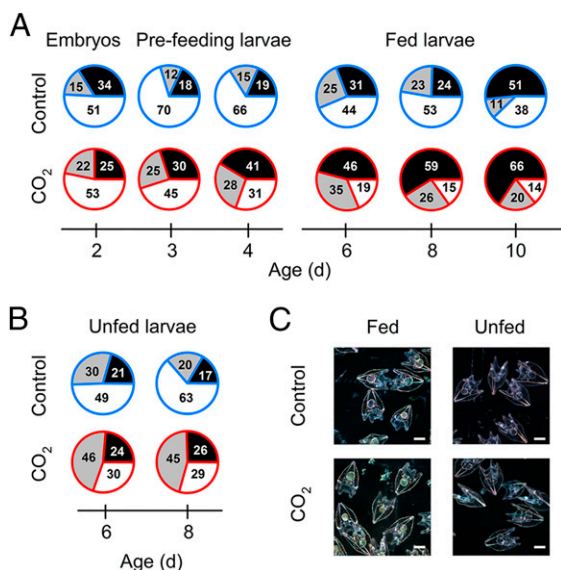 A
Embryos Pre-feeding larvae Fed larvae
Control
15 34 51
12 18 70
15 19 66
25 31 44
23 24 53
51 11 38
CO2
22 25 53
25 30 45
41 28 31
46 35 19
59 26 15
66 20 14
2 3 4 6 8 10
Age (d)
B
Unfed larvae
Control
30 21 49
20 17 63
CO2
46 24 30
45 26 29
6 8
Age (d)
C
Fed Unfed
Control
CO2